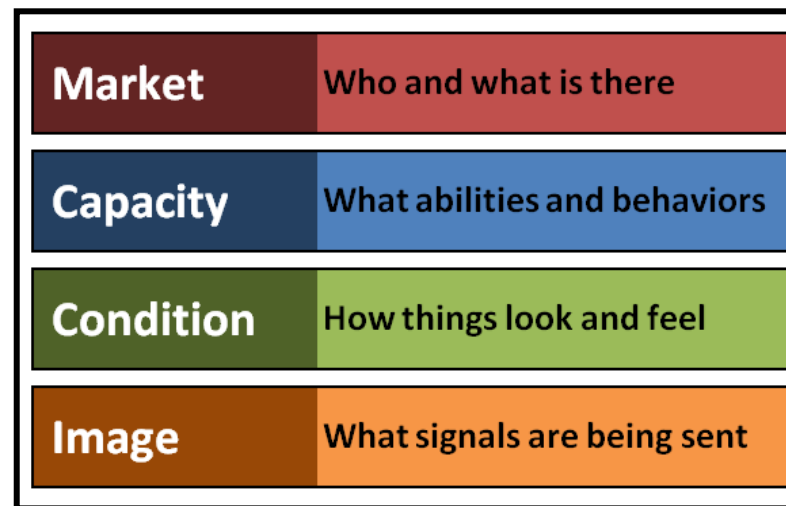 Market
Who and what is there
Capacity
What abilities and behaviors
Condition
How things look and feel
Image
What signals are being sent